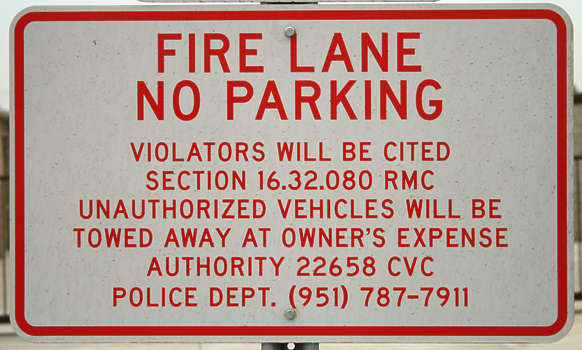 FIRE LANE
NO PARKING
VIOLATORS WILL BE CITED
SECTION 16.32.080 RMC
UNAUTHORIZED VEHICLES WILL BE
TOWED AWAY AT OWNER'S EXPENSE
AUTHORITY 22658 CVC
POLICE DEPT. (951) 787-7911